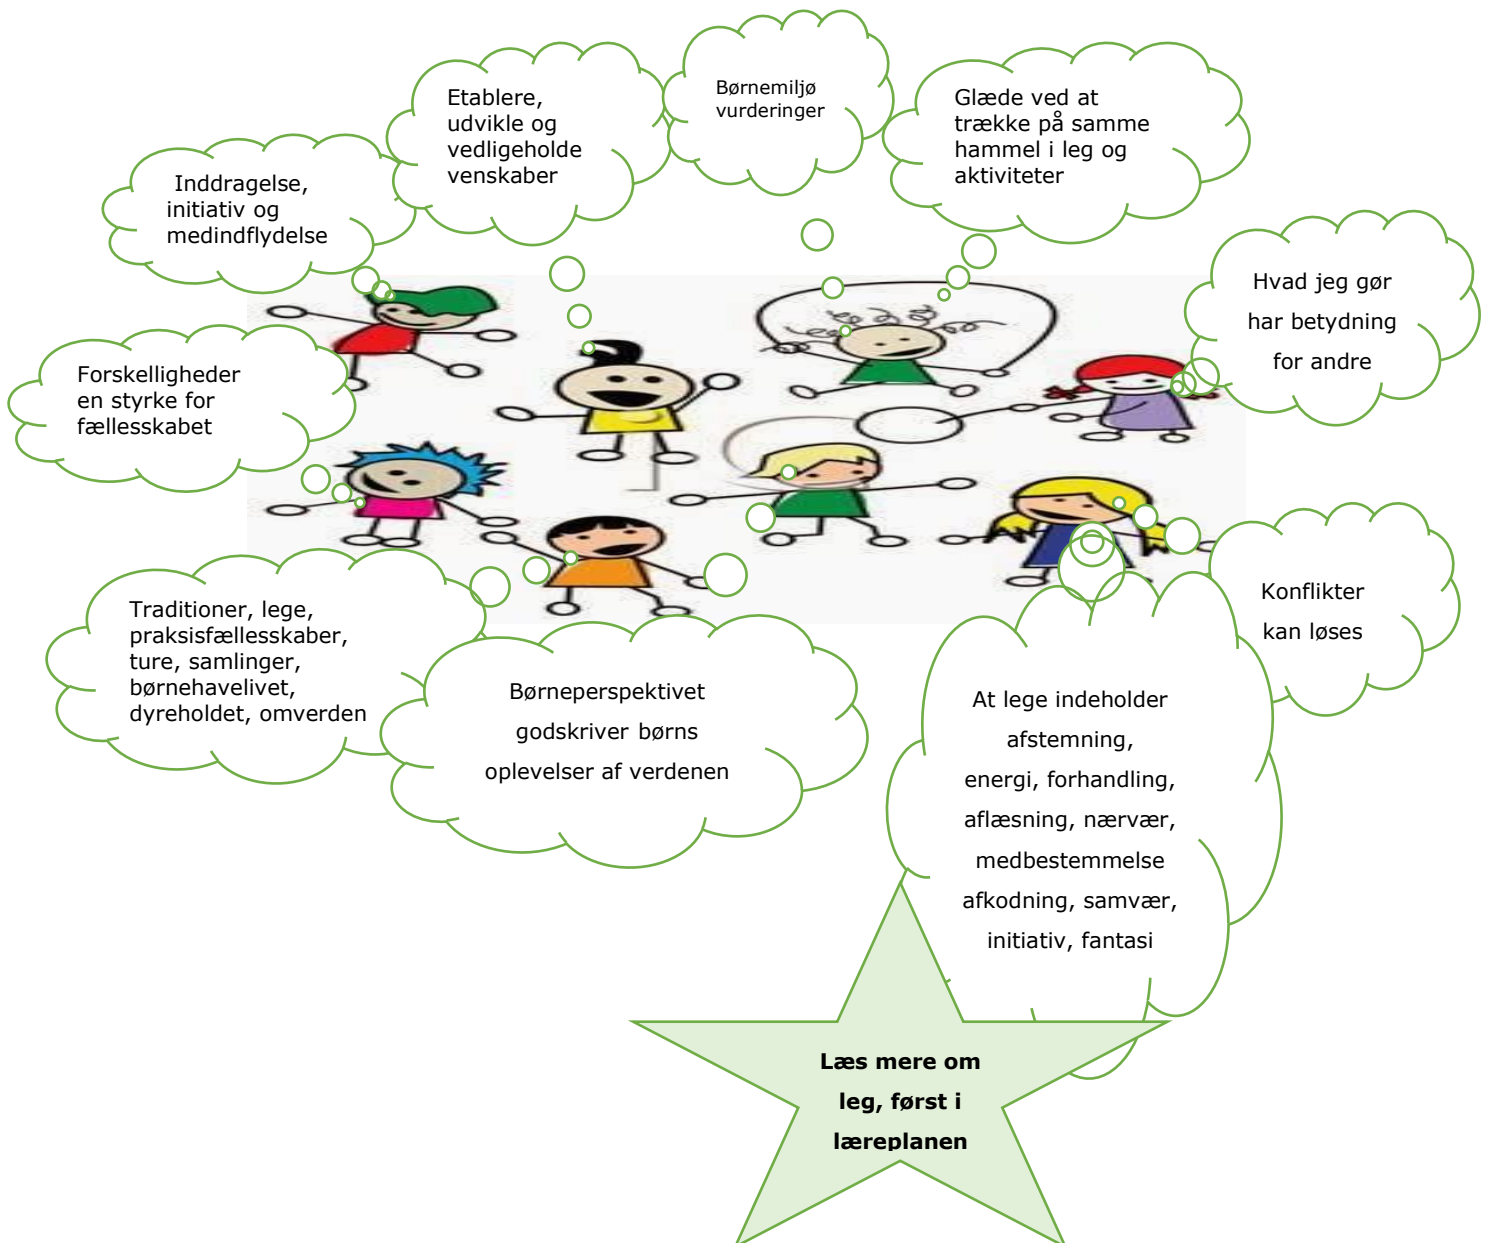 Børnemiljø
vurderinger
Etablere,
udvikle og
vedligeholde
venskaber
Glæde ved at
trække på samme
hammel i leg og
aktiviteter
Inddragelse,
initiativ og
medindflydelse
Hvad jeg gør
har betydning
for andre
Forskelligheder
en styrke for
fællesskabet
Traditioner, lege,
praksisfællesskaber,
ture, samlinger,
børnehavelivet,
dyreholdet, omverden
Børneperspektivet
godskriver børns
oplevelser af verdenen
Konflikter
kan løses
At lege indeholder
afstemning,
energi, forhandling,
aflæsning, nærvær,
medbestemmelse
afkodning, samvær,
initiativ, fantasi
Læs mere om
leg, først i
læreplanen